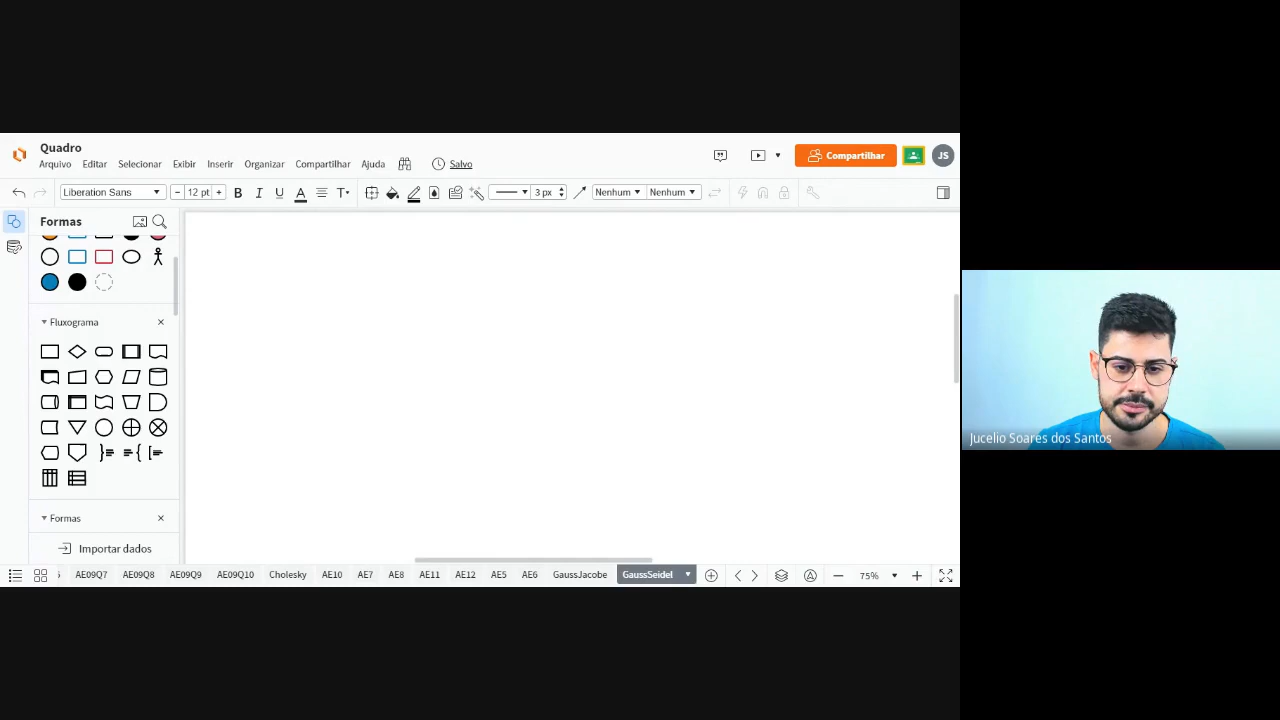 Quadro
Arquivo Editar Selecionar Exibir Inserir Organizar Compartilhar Ajuda Salvo
Compartilhar JS
Liberation Sans 12 pt B I U A T 3 px Nenhum Nenhum
Formas
Fluxograma
Formas
Importar dados
AE09Q7 AE09Q8 AE09Q9 AE09Q10 Cholesky AE10 AE7 AE8 AE11 AE12 AE5 AE6 GaussJacobe GaussSeidel 75%
Jucelio Soares dos Santos